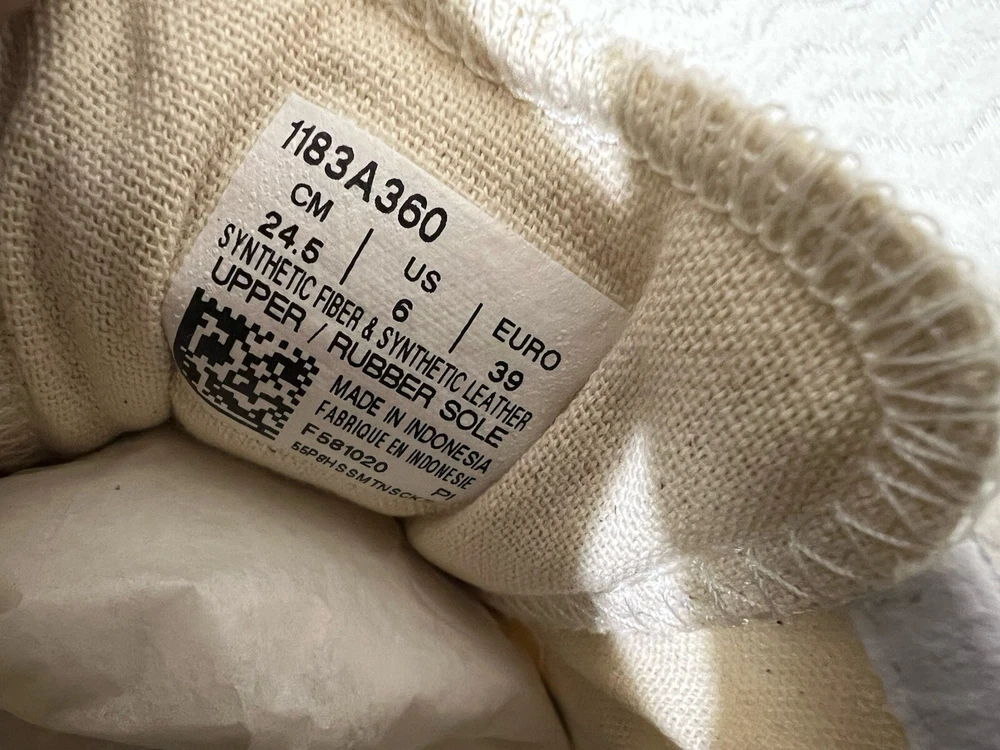 1183A360
CM | US | EURO
24.5 | 6 | 39
SYNTHETIC FIBER & SYNTHETIC LEATHER
UPPER / RUBBER SOLE
MADE IN INDONESIA
FABRIQUE EN INDONESIE
F581020 PI